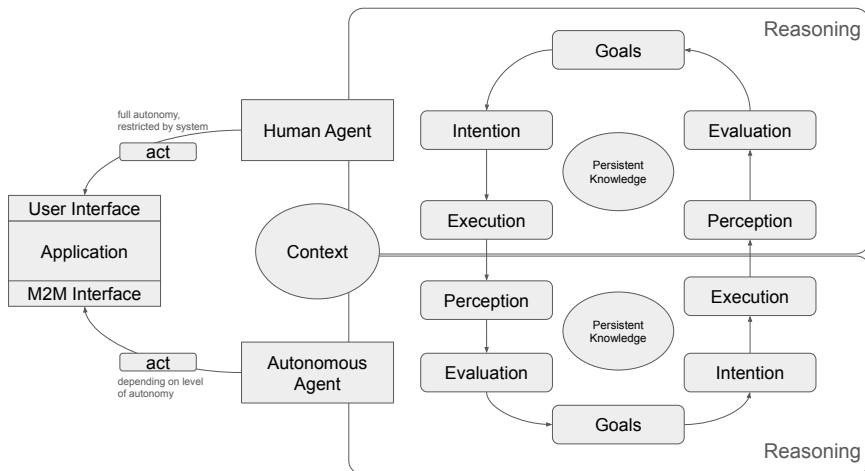 Reasoning
Goals
full autonomy,
restricted by system
act
Human Agent
Intention
Evaluation
Persistent
Knowledge
User Interface
Application
M2M Interface
Execution
Perception
Context
Perception
Execution
Persistent
Knowledge
act
depending on level
of autonomy
Autonomous
Agent
Evaluation
Intention
Goals
Reasoning